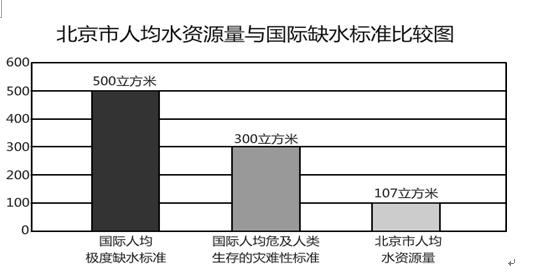 北京市人均水资源量与国际缺水标准比较图
600
500
400
300
200
100
0
500立方米
300立方米
107立方米
国际人均
极度缺水标准
国际人均危及人类
生存的灾难性标准
北京市人均
水资源量